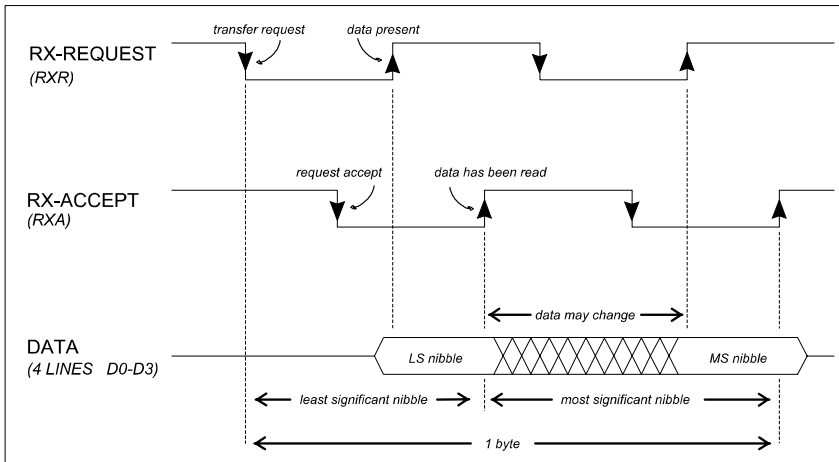 transfer request
data present
RX-REQUEST
(RXR)
request accept
data has been read
RX-ACCEPT
(RXA)
data may change
DATA
(4 LINES D0-D3)
LS nibble
MS nibble
least significant nibble
most significant nibble
1 byte